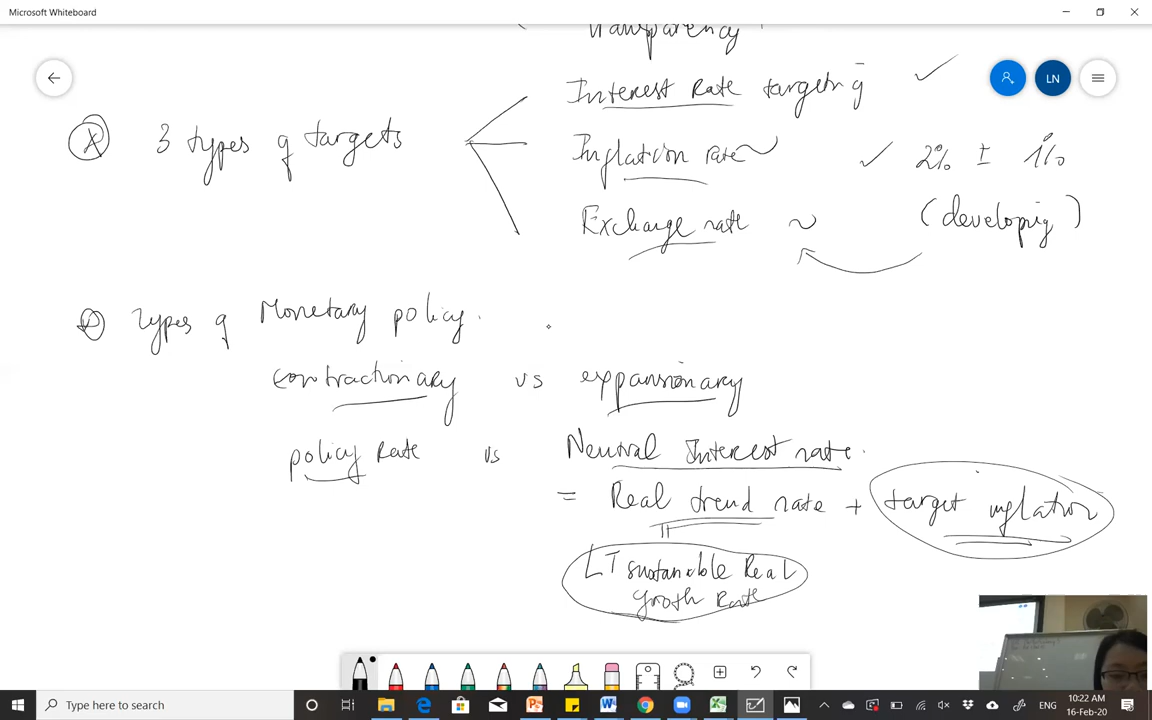 Microsoft Whiteboard
transparency
LN
Interest Rate targeting ✓
(X) 3 types of targets
Inflation rate ~ ✓ 2% ± 1%
Exchange rate ~ (developing)
Types of Monetary policy.
contractionary vs expansionary
policy Rate vs Neutral Interest rate.
= Real trend rate + target inflation
LT sustainable Real
growth Rate
Type here to search
ENG
10:22 AM
16-Feb-20